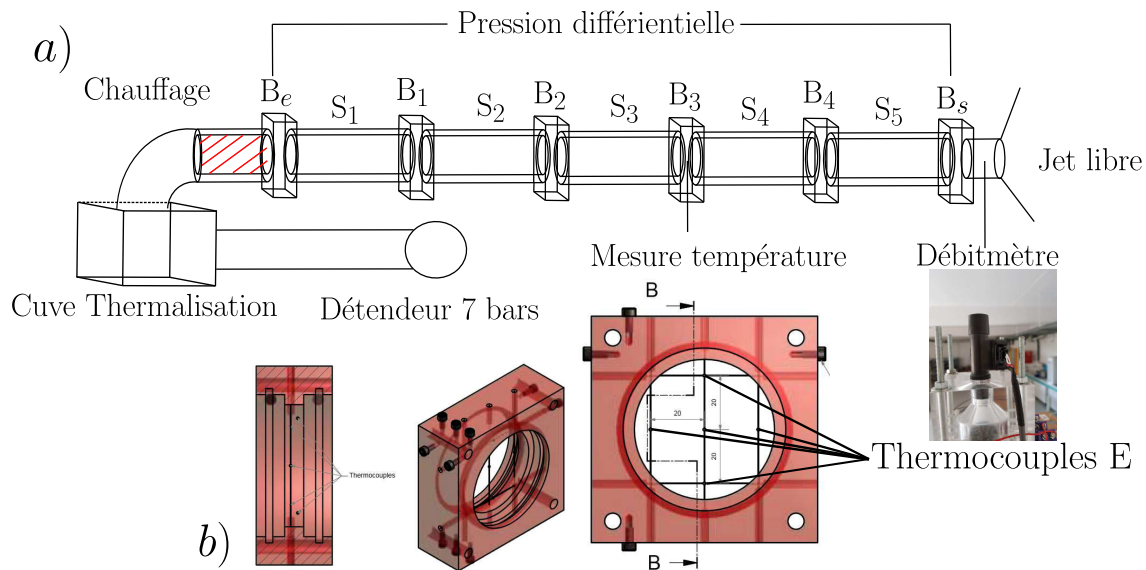 Pression différientielle
a)
Chauffage
B_e
S_1
B_1
S_2
B_2
S_3
B_3
S_4
B_4
S_5
B_s
Jet libre
Mesure température
Débitmètre
Cuve Thermalisation
Détendeur 7 bars
B
20
20
20
Thermocouples
Thermocouples E
b)
B